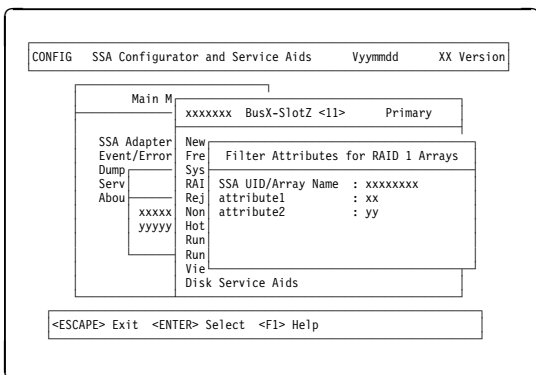 CONFIG SSA Configurator and Service Aids Vyymmdd XX Version
Main M
xxxxxxx BusX-SlotZ <11> Primary
SSA Adapter New
Event/Error Fre Filter Attributes for RAID 1 Arrays
Dump Sys
Serv RAI SSA UID/Array Name : xxxxxxxx
Abou Rej attribute1 : xx
xxxxx Non attribute2 : yy
yyyyy Hot
Run
Run
Vie
Disk Service Aids
<ESCAPE> Exit <ENTER> Select <F1> Help